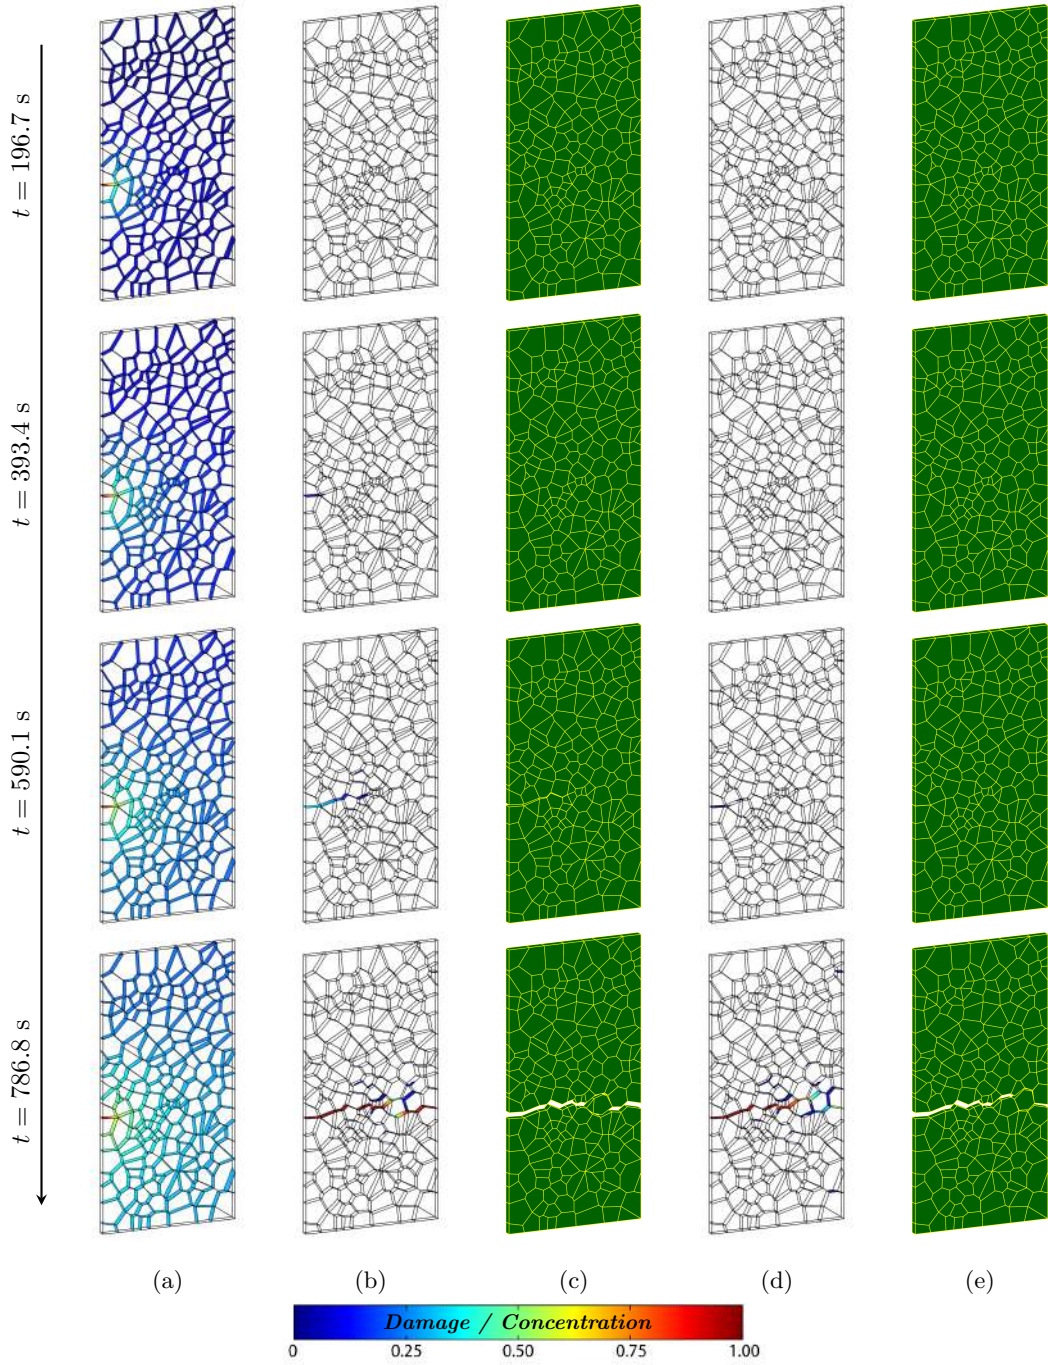 t = 196.7 s
t = 393.4 s
t = 590.1 s
t = 786.8 s
(a) (b) (c) (d) (e)
Damage / Concentration
0 0.25 0.50 0.75 1.00